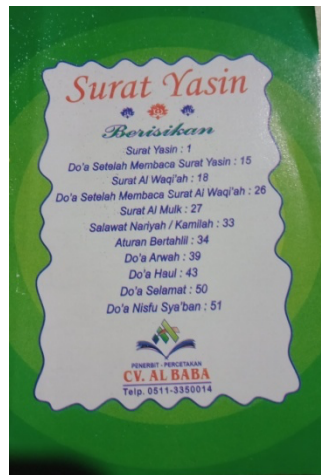 Surat Yasin
Berisikan
Surat Yasin : 1
Do'a Setelah Membaca Surat Yasin : 15
Surat Al Waqi'ah : 18
Do'a Setelah Membaca Surat Al Waqi'ah : 26
Surat Al Mulk : 27
Salawat Nariyah / Kamilah : 33
Aturan Bertahlil : 34
Do'a Arwah : 39
Do'a Haul : 43
Do'a Selamat : 50
Do'a Nisfu Sya'ban : 51
PENERBIT - PERCETAKAN
CV. AL BABA
Telp. 0511-3350014